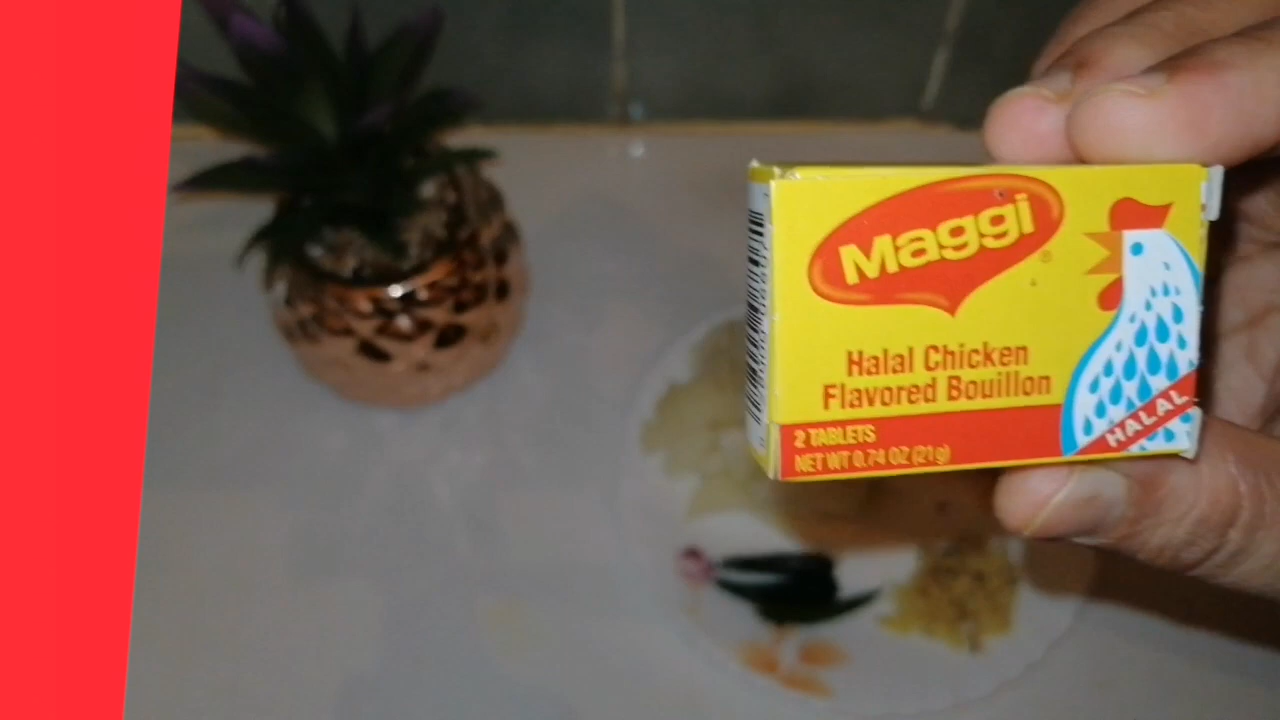 Maggi
Halal Chicken
Flavored Bouillon
2 TABLETS
NET WT 0.74 OZ (21g)
HALAL